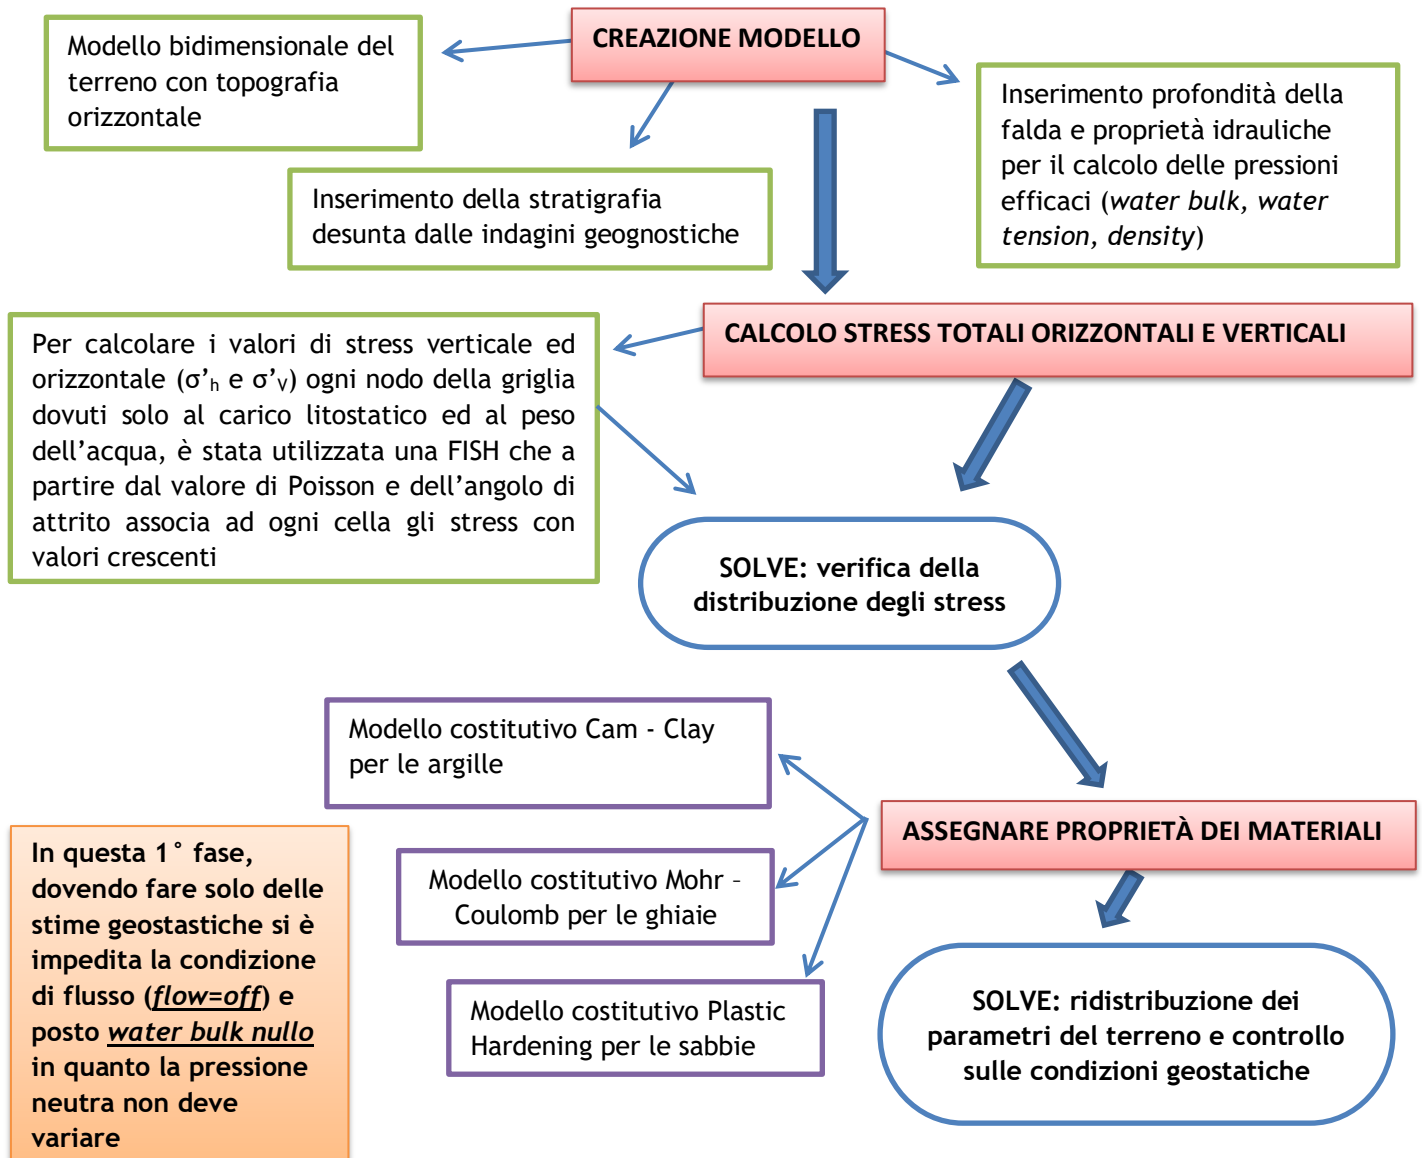 CREAZIONE MODELLO
Modello bidimensionale del
terreno con topografia
orizzontale
Inserimento della stratigrafia
desunta dalle indagini geognostiche
Inserimento profondità della
falda e proprietà idrauliche
per il calcolo delle pressioni
efficaci (water bulk, water
tension, density)
CALCOLO STRESS TOTALI ORIZZONTALI E VERTICALI
Per calcolare i valori di stress verticale ed
orizzontale (σ’h e σ’v) ogni nodo della griglia
dovuti solo al carico litostatico ed al peso
dell’acqua, è stata utilizzata una FISH che a
partire dal valore di Poisson e dell’angolo di
attrito associa ad ogni cella gli stress con
valori crescenti
SOLVE: verifica della
distribuzione degli stress
ASSEGNARE PROPRIETÀ DEI MATERIALI
Modello costitutivo Cam - Clay
per le argille
Modello costitutivo Mohr –
Coulomb per le ghiaie
Modello costitutivo Plastic
Hardening per le sabbie
SOLVE: ridistribuzione dei
parametri del terreno e controllo
sulle condizioni geostatiche
In questa 1° fase,
dovendo fare solo delle
stime geostastiche si è
impedita la condizione
di flusso (flow=off) e
posto water bulk nullo
in quanto la pressione
neutra non deve
variare